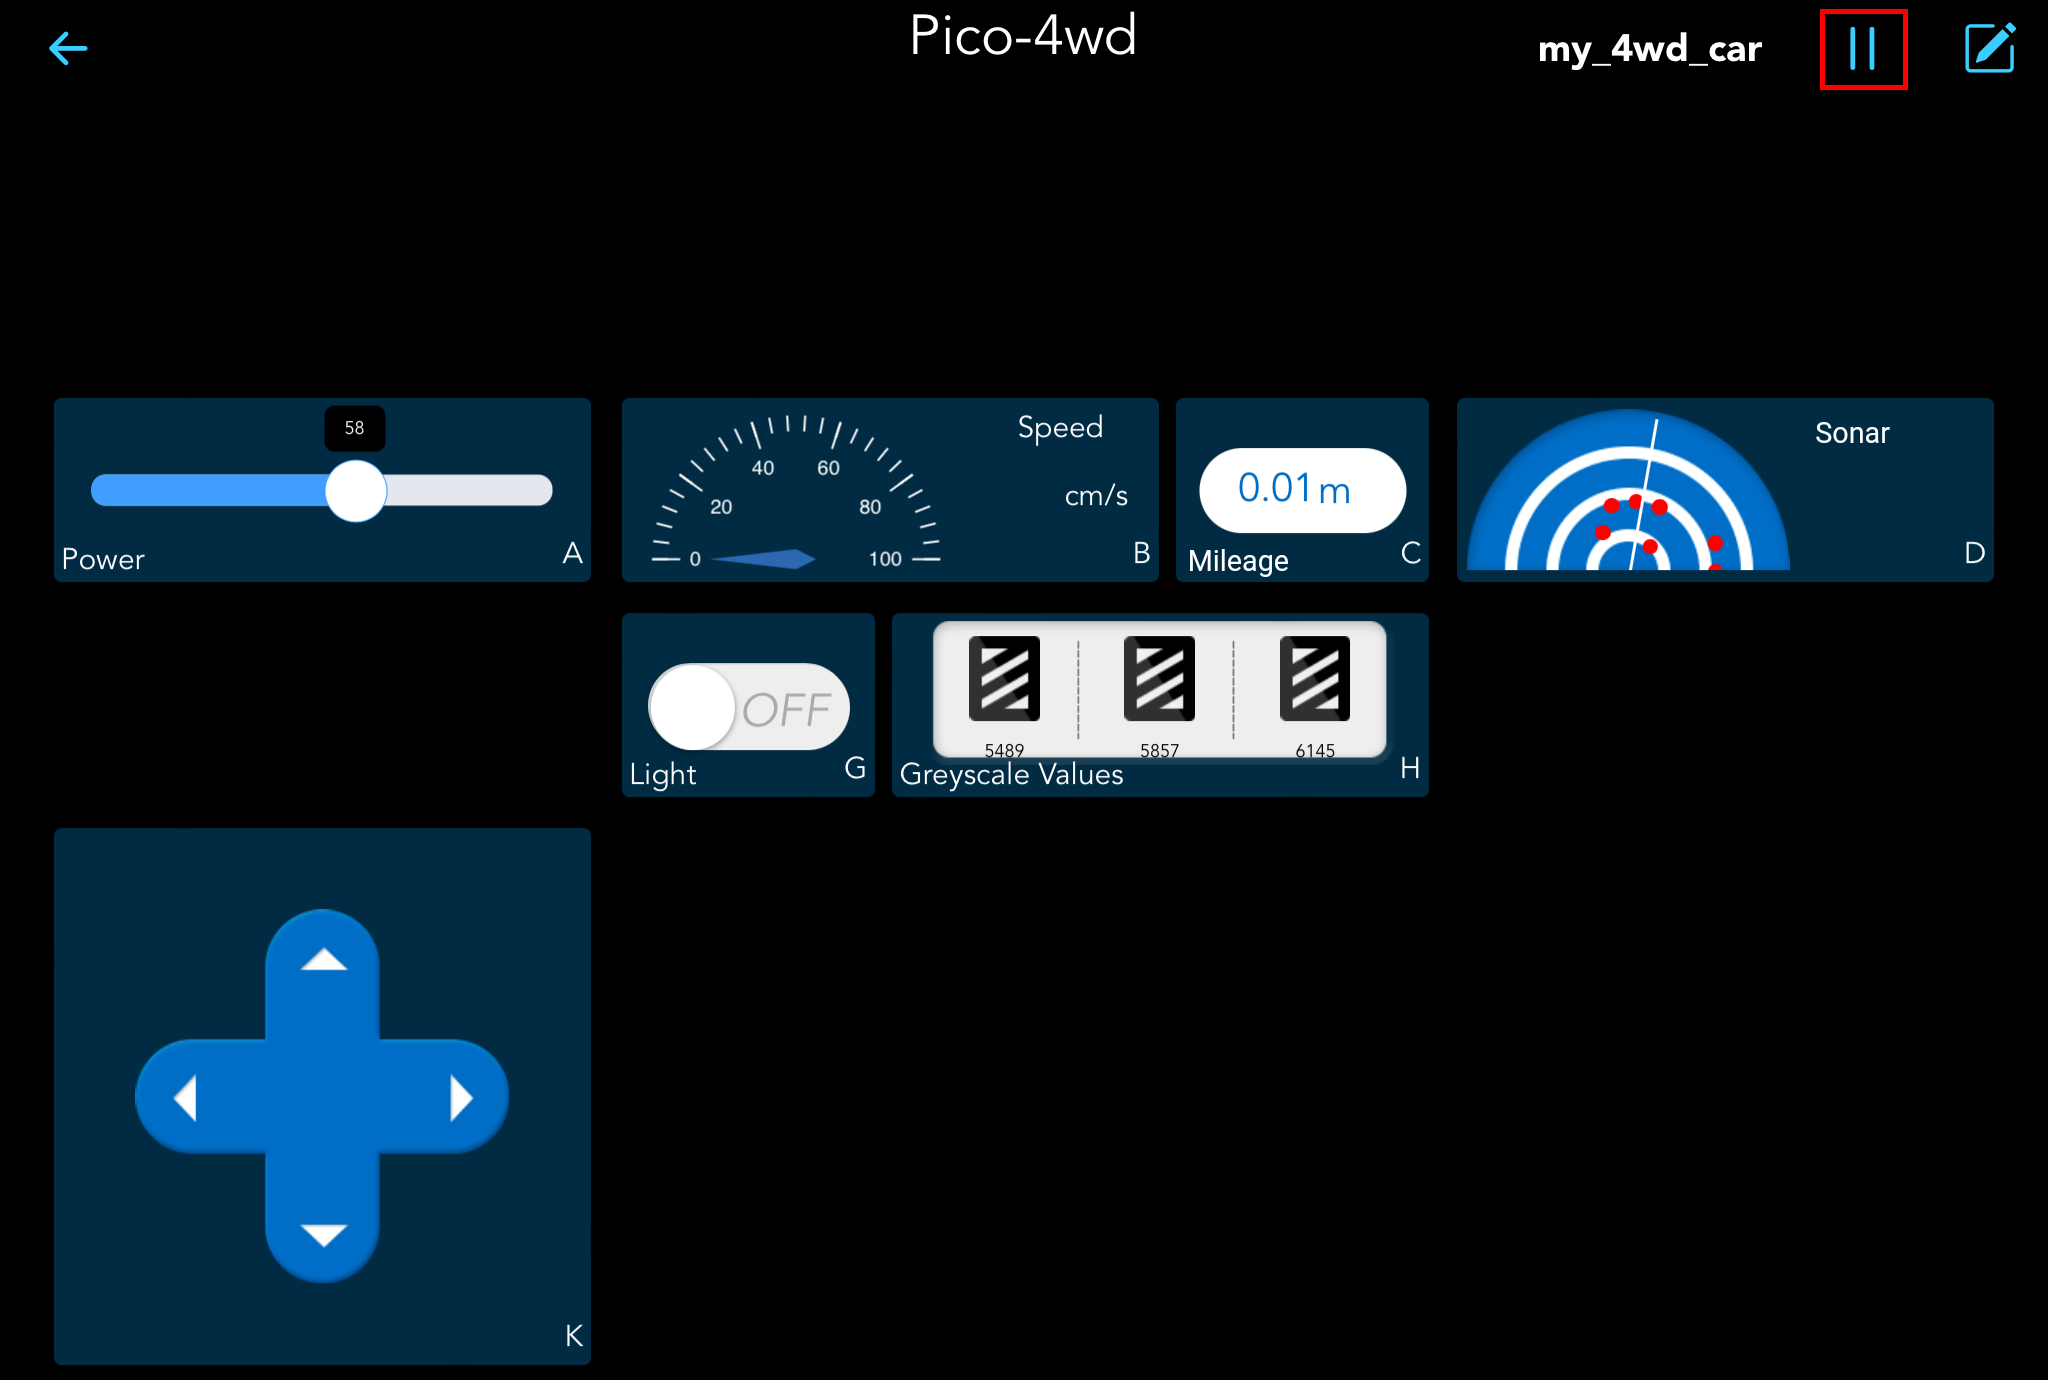 Pico-4wd
my_4wd_car
58
Power
A
0
20
40
60
80
100
Speed
cm/s
B
0.01 m
Mileage
C
Sonar
D
OFF
Light
G
5489
5857
6145
Greyscale Values
H
K